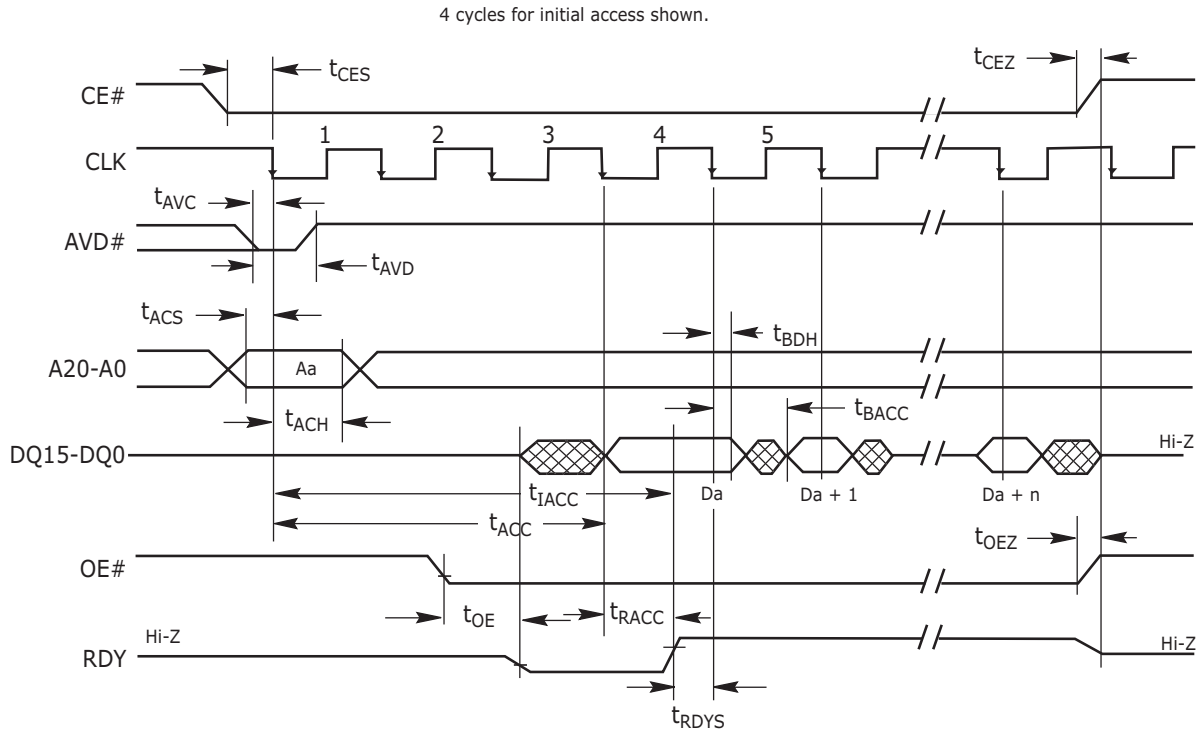 4 cycles for initial access shown.
tCES
tCEZ
CE#
1 2 3 4 5
CLK
tAVC
AVD#
tAVD
tACS
tBDH
A20-A0
Aa
tACH
tBACC
DQ15-DQ0
Hi-Z
tIACC
Da
Da + 1
Da + n
tACC
tOEZ
OE#
tOE
tRACC
Hi-Z
RDY
Hi-Z
tRDYS